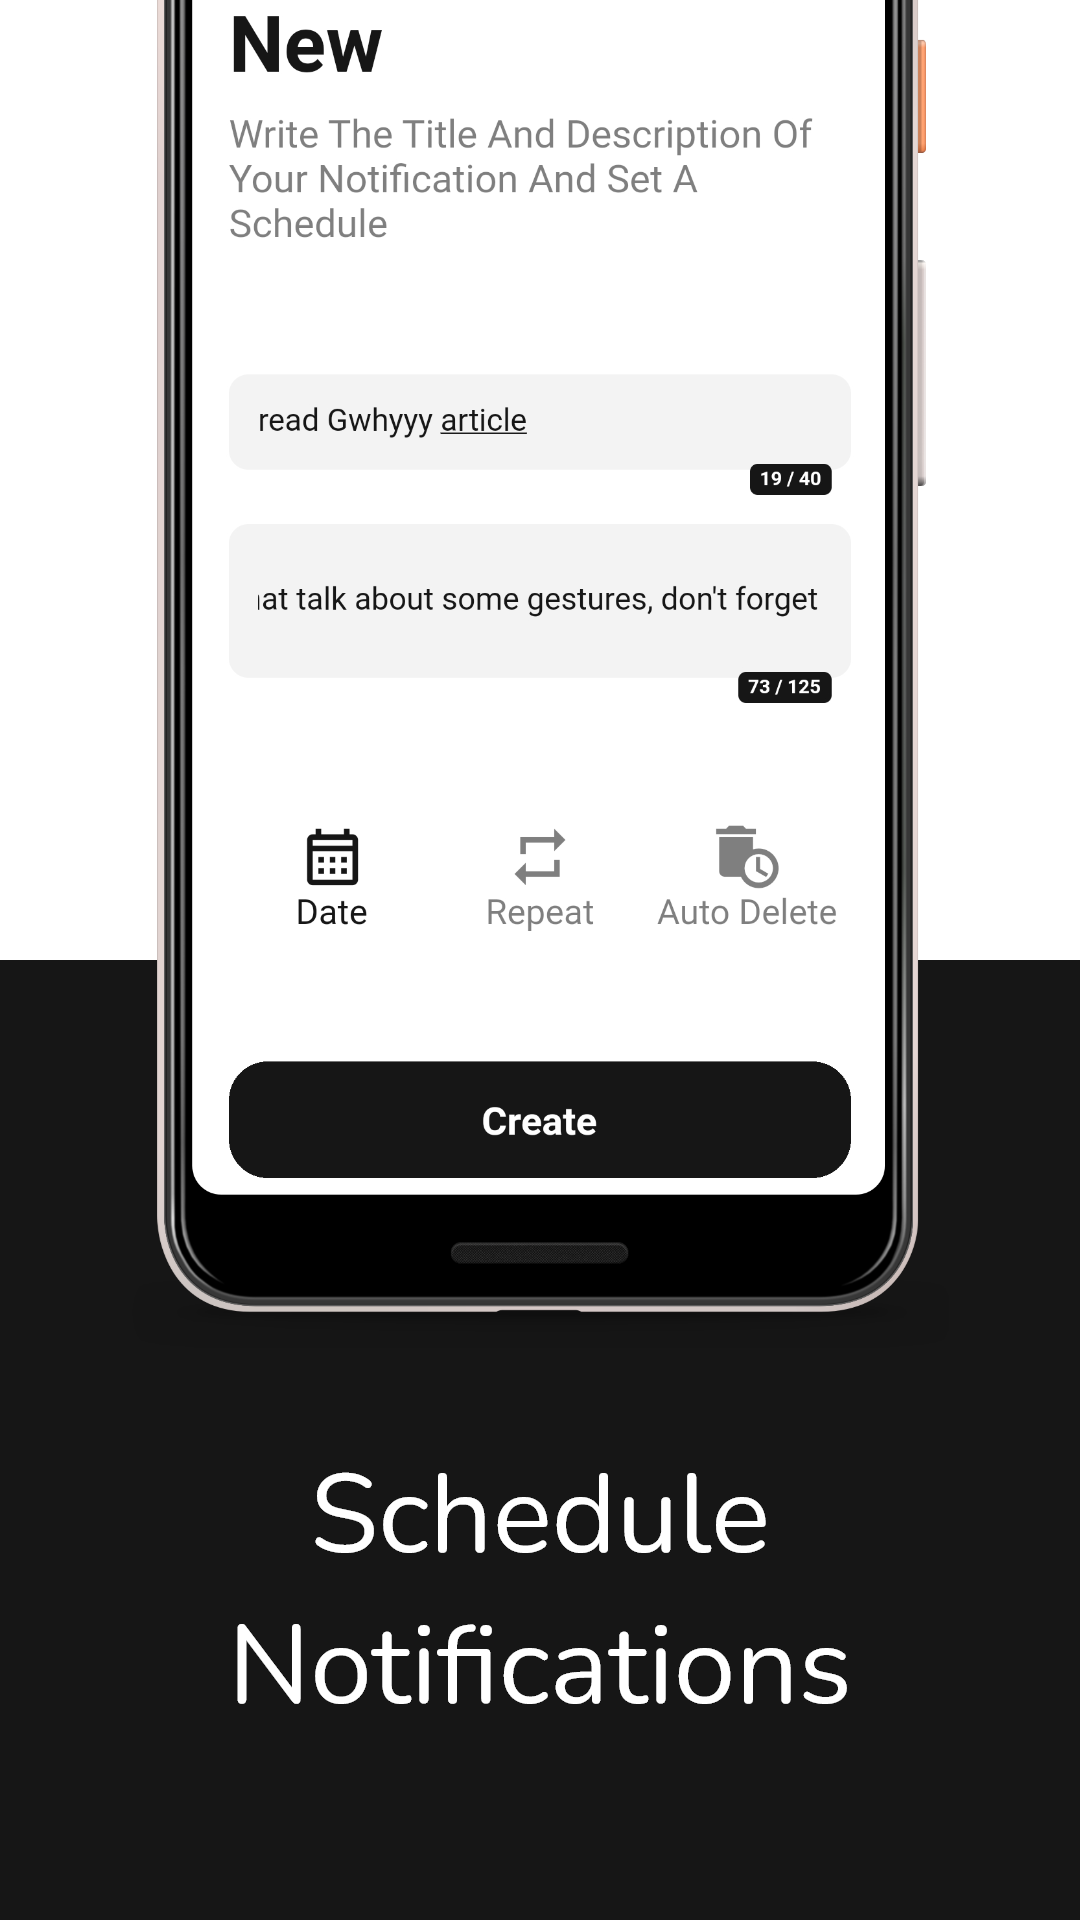 New
Write The Title And Description Of
Your Notification And Set A
Schedule
read Gwhyyy article
19 / 40
talk about some gestures, don't forget
73 / 125
Date
Repeat
Auto Delete
Create
Schedule
Notifications